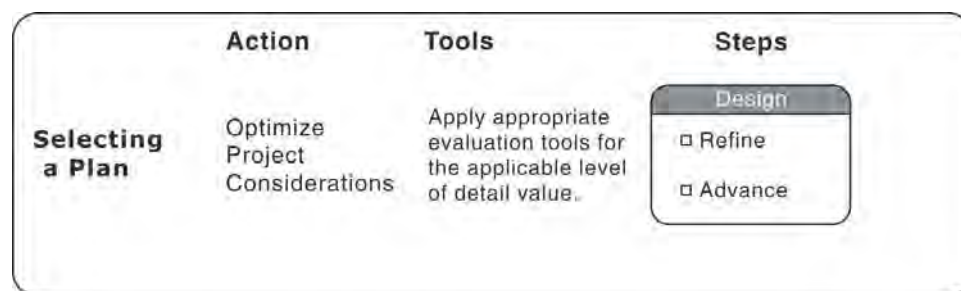 Action Tools Steps
Selecting
a Plan
Optimize
Project
Considerations
Apply appropriate
evaluation tools for
the applicable level
of detail value.
Design
Refine
Advance